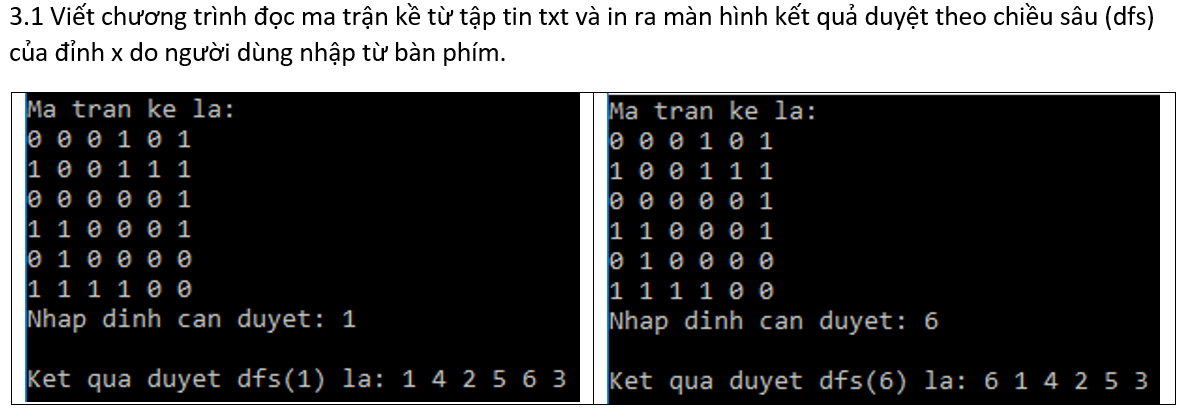 3.1 Viết chương trình đọc ma trận kề từ tập tin txt và in ra màn hình kết quả duyệt theo chiều sâu (dfs)
của đỉnh x do người dùng nhập từ bàn phím.
Ma tran ke la:
0 0 0 1 0 1
1 0 0 1 1 1
0 0 0 0 0 1
1 1 0 0 0 1
0 1 0 0 0 0
1 1 1 1 0 0
Nhap dinh can duyet: 1
Ket qua duyet dfs(1) la: 1 4 2 5 6 3
Ma tran ke la:
0 0 0 1 0 1
1 0 0 1 1 1
0 0 0 0 0 1
1 1 0 0 0 1
0 1 0 0 0 0
1 1 1 1 0 0
Nhap dinh can duyet: 6
Ket qua duyet dfs(6) la: 6 1 4 2 5 3